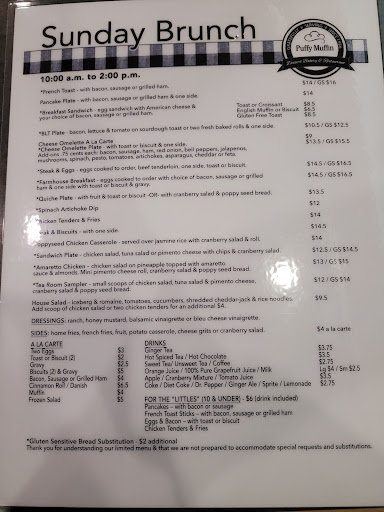 Sunday Brunch
Puffy Muffin
Dessert Bakery & Restaurant
10:00 a.m. to 2:00 p.m.
*French Toast - with bacon, sausage or grilled ham. $14 / GS $16
Pancake Plate - with bacon, sausage or grilled ham & one side. $14
*Breakfast Sandwich - egg sandwich with American cheese & Toast or Croissant $8.5
your choice of bacon, sausage or grilled ham. English Muffin or Biscuit $6.5
Gluten Free Toast $8.5
*BLT Plate - bacon, lettuce & tomato on sourdough toast or two fresh baked rolls & one side. $10.5 / GS $12.5
Cheese Omelette A La Carte $9
*Cheese Omelette Plate - with toast or biscuit & one side. $13.5 / GS $15.5
Add ons .75 cents each: bacon, sausage, ham, red onion, bell peppers, jalapenos,
mushrooms, spinach, pesto, tomatoes, artichokes, asparagus, cheddar or feta.
*Steak & Eggs - eggs cooked to order, beef tenderloin, one side, toast or biscuit. $14.5 / GS $16.5
*Farmhouse Breakfast - eggs cooked to order with choice of bacon, sausage or grilled $14.5 / GS $16.5
ham & one side with toast or biscuit & gravy.
*Quiche Plate - with fruit & toast or biscuit -OR- with cranberry salad & poppy seed bread. $13.5
*Spinach Artichoke Dip $12
Chicken Tenders & Fries $14
Steak & Biscuits - with one side. $14.5
Poppyseed Chicken Casserole - served over jasmine rice with cranberry salad & roll. $14
*Sandwich Plate - chicken salad, tuna salad or pimento cheese with chips & cranberry salad. $12.5 / GS $14.5
*Amaretto Chicken - chicken salad on pineapple topped with amaretto $13 / GS $15
sauce & almonds. Mini pimento cheese roll, cranberry salad & poppy seed bread.
*Tea Room Sampler - small scoops of chicken salad, tuna salad & pimento cheese, $12 / GS $14
cranberry salad & poppy seed bread.
House Salad - iceberg & romaine, tomatoes, cucumbers, shredded cheddar-jack & rice noodles. $9.5
Add scoop of chicken salad or two chicken tenders for an additional $4.
DRESSINGS: ranch, honey mustard, balsamic vinaigrette or bleu cheese vinaigrette.
SIDES: home fries, french fries, fruit, potato casserole, cheese grits or cranberry salad. $4 a la carte
A LA CARTE
Two Eggs $3
Toast or Biscuit (2) $2
Gravy $2.5
Biscuits (2) & Gravy $5
Bacon, Sausage or Grilled Ham $4
Cinnamon Roll / Danish $6.5
Muffin $4
Frozen Salad $5
DRINKS
Ginger Tea $3.75
Hot Spiced Tea / Hot Chocolate $3.5
Sweet Tea/ Unsweet Tea / Coffee $2.75
Orange Juice / 100% Pure Grapefruit Juice / Milk Lg $4 / Sm $2.5
Apple / Cranberry Mixture / Tomato Juice $3.5
Coke / Diet Coke / Dr. Pepper / Ginger Ale / Sprite / Lemonade $2.75
FOR THE "LITTLES" (10 & UNDER) - $6 (drink included)
Pancakes – with bacon or sausage
French Toast Sticks – with bacon, sausage or grilled ham
Eggs & Bacon – with toast or biscuit
Chicken Tenders & Fries
*Gluten Sensitive Bread Substitution - $2 additional
Thank you for understanding our limited menu & that we are not prepared to accommodate special requests and substitutions.